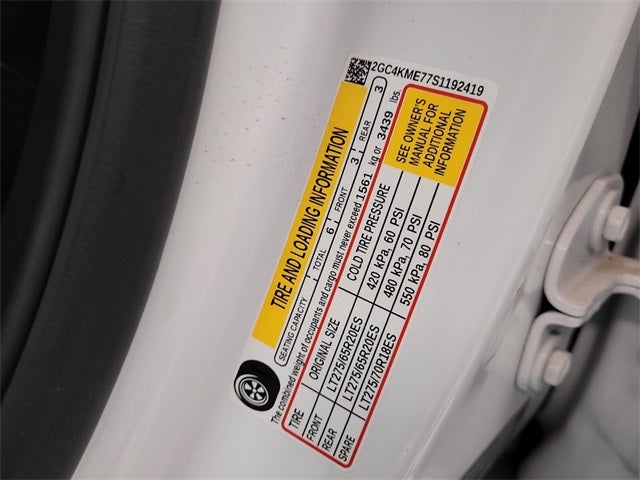 2GC4KME77S1192419
TIRE AND LOADING INFORMATION
SEATING CAPACITY TOTAL 6 FRONT 3 REAR 3
The combined weight of occupants and cargo must never exceed 1561 kg or 3439 lbs.
TIRE ORIGINAL SIZE COLD TIRE PRESSURE
FRONT LT275/65R20ES 420 kPa, 60 PSI
REAR LT275/65R20ES 480 kPa, 70 PSI
SPARE LT275/70R18ES 550 kPa, 80 PSI
SEE OWNER'S
MANUAL FOR
ADDITIONAL
INFORMATION